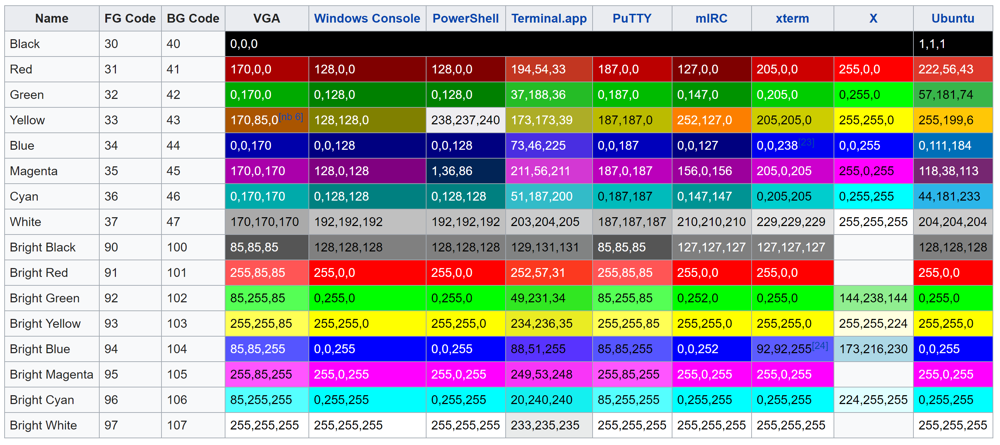 Name FG Code BG Code VGA Windows Console PowerShell Terminal.app PuTTY mIRC xterm X Ubuntu
Black 30 40 0,0,0 1,1,1
Red 31 41 170,0,0 128,0,0 128,0,0 194,54,33 187,0,0 127,0,0 205,0,0 255,0,0 222,56,43
Green 32 42 0,170,0 0,128,0 0,128,0 37,188,36 0,187,0 0,147,0 0,205,0 0,255,0 57,181,74
Yellow 33 43 170,85,0[nb 6] 128,128,0 238,237,240 173,173,39 187,187,0 252,127,0 205,205,0 255,255,0 255,199,6
Blue 34 44 0,0,170 0,0,128 0,0,128 73,46,225 0,0,187 0,0,127 0,0,238[23] 0,0,255 0,111,184
Magenta 35 45 170,0,170 128,0,128 1,36,86 211,56,211 187,0,187 156,0,156 205,0,205 255,0,255 118,38,113
Cyan 36 46 0,170,170 0,128,128 0,128,128 51,187,200 0,187,187 0,147,147 0,205,205 0,255,255 44,181,233
White 37 47 170,170,170 192,192,192 192,192,192 203,204,205 187,187,187 210,210,210 229,229,229 255,255,255 204,204,204
Bright Black 90 100 85,85,85 128,128,128 128,128,128 129,131,131 85,85,85 127,127,127 127,127,127 128,128,128
Bright Red 91 101 255,85,85 255,0,0 255,0,0 252,57,31 255,85,85 255,0,0 255,0,0 255,0,0
Bright Green 92 102 85,255,85 0,255,0 0,255,0 49,231,34 85,255,85 0,252,0 0,255,0 144,238,144 0,255,0
Bright Yellow 93 103 255,255,85 255,255,0 255,255,0 234,236,35 255,255,85 255,255,0 255,255,0 255,255,224 255,255,0
Bright Blue 94 104 85,85,255 0,0,255 0,0,255 88,51,255 85,85,255 0,0,252 92,92,255[24] 173,216,230 0,0,255
Bright Magenta 95 105 255,85,255 255,0,255 255,0,255 249,53,248 255,85,255 255,0,255 255,0,255 255,0,255
Bright Cyan 96 106 85,255,255 0,255,255 0,255,255 20,240,240 85,255,255 0,255,255 0,255,255 224,255,255 0,255,255
Bright White 97 107 255,255,255 255,255,255 255,255,255 233,235,235 255,255,255 255,255,255 255,255,255 255,255,255